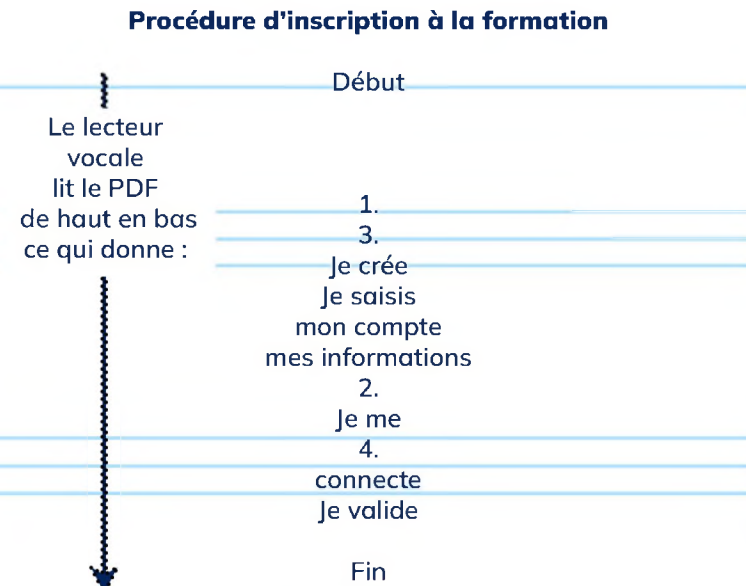 Procédure d’inscription à la formation
Début
Le lecteur
vocale
lit le PDF
de haut en bas
ce qui donne :
1.
3.
Je crée
Je saisis
mon compte
mes informations
2.
Je me
4.
connecte
Je valide
Fin